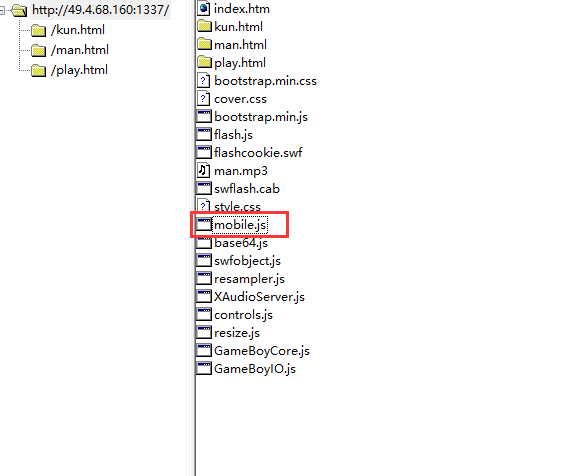 http://49.4.68.160:1337/
/kun.html
/man.html
/play.html
index.htm
kun.html
man.html
play.html
bootstrap.min.css
cover.css
bootstrap.min.js
flash.js
flashcookie.swf
man.mp3
swflash.cab
style.css
mobile.js
base64.js
swfobject.js
resampler.js
XAudioServer.js
controls.js
resize.js
GameBoyCore.js
GameBoyIO.js